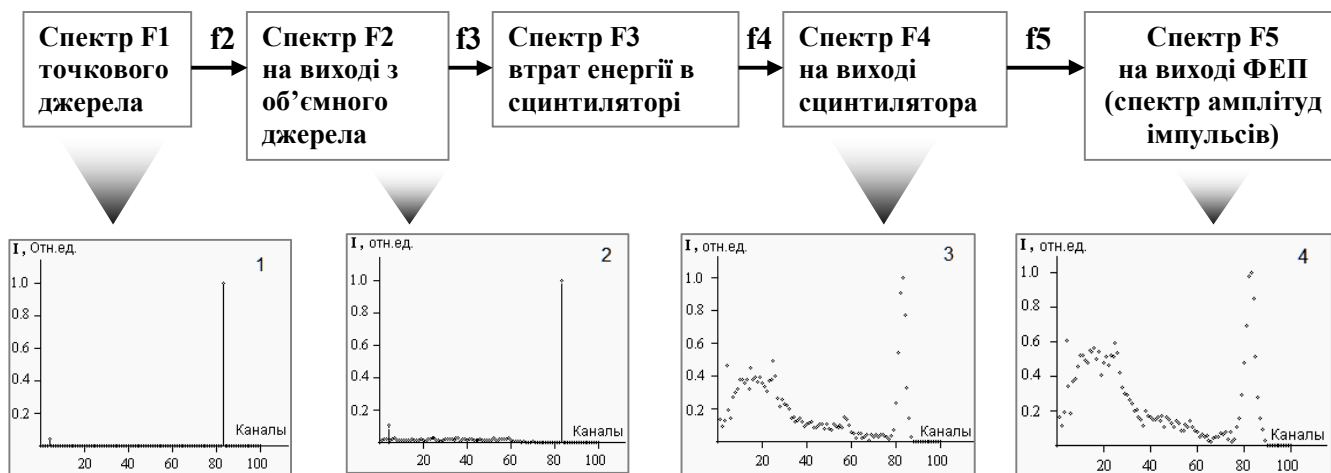 Спектр F1
точкового
джерела
f2
Спектр F2
на виході з
об’ємного
джерела
f3
Спектр F3
втрат енергії в
сцинтиляторі
f4
Спектр F4
на виході
сцинтилятора
f5
Спектр F5
на виході ФЕП
(спектр амплітуд
імпульсів)
I, Отн.ед.
1
1.0
0.8
0.6
0.4
0.2
Каналы
20 40 60 80 100
I, отн.ед.
2
1.0
0.8
0.6
0.4
0.2
Каналы
20 40 60 80 100
I, отн.ед.
3
1.0
0.8
0.6
0.4
0.2
Каналы
20 40 60 80 100
I, отн.ед.
4
1.0
0.8
0.6
0.4
0.2
Каналы
20 40 60 80 100